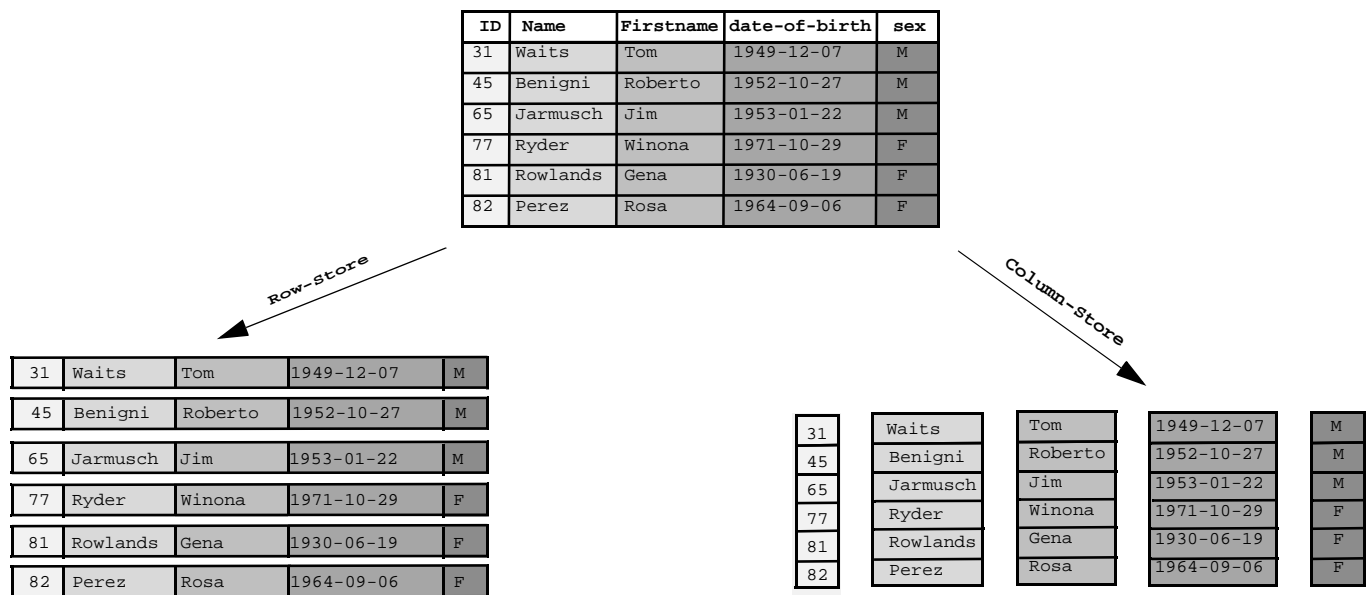 ID Name Firstname date-of-birth sex
31 Waits Tom 1949-12-07 M
45 Benigni Roberto 1952-10-27 M
65 Jarmusch Jim 1953-01-22 M
77 Ryder Winona 1971-10-29 F
81 Rowlands Gena 1930-06-19 F
82 Perez Rosa 1964-09-06 F
Row-Store
Column-Store
31 Waits Tom 1949-12-07 M
45 Benigni Roberto 1952-10-27 M
65 Jarmusch Jim 1953-01-22 M
77 Ryder Winona 1971-10-29 F
81 Rowlands Gena 1930-06-19 F
82 Perez Rosa 1964-09-06 F
31 Waits Tom 1949-12-07 M
45 Benigni Roberto 1952-10-27 M
65 Jarmusch Jim 1953-01-22 M
77 Ryder Winona 1971-10-29 F
81 Rowlands Gena 1930-06-19 F
82 Perez Rosa 1964-09-06 F